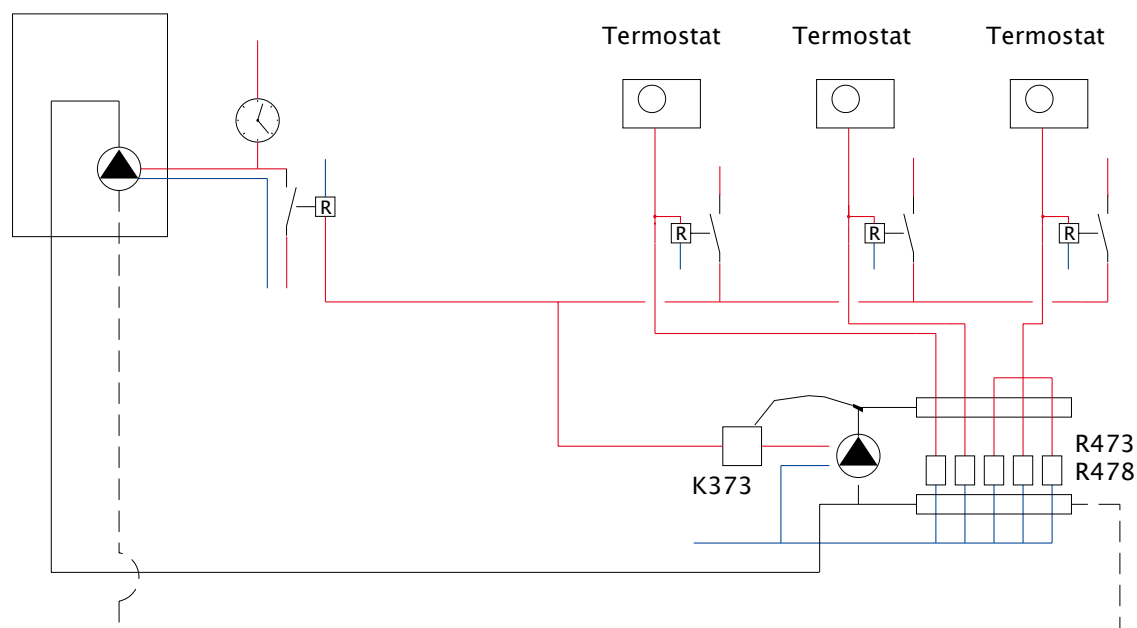 Termostat Termostat Termostat
R
R R R
R473
R478
K373